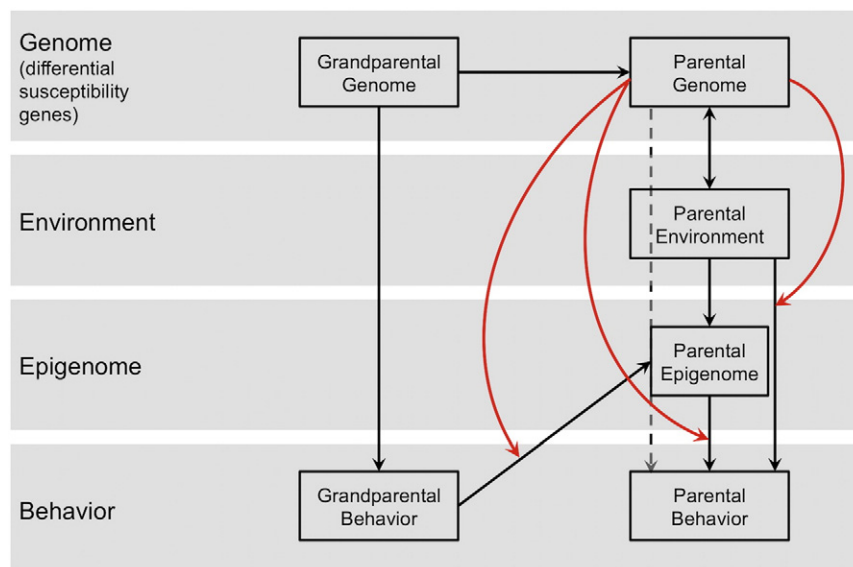 Genome
(differential
susceptibility
genes)
Grandparental
Genome
Parental
Genome
Environment
Parental
Environment
Epigenome
Parental
Epigenome
Behavior
Grandparental
Behavior
Parental
Behavior